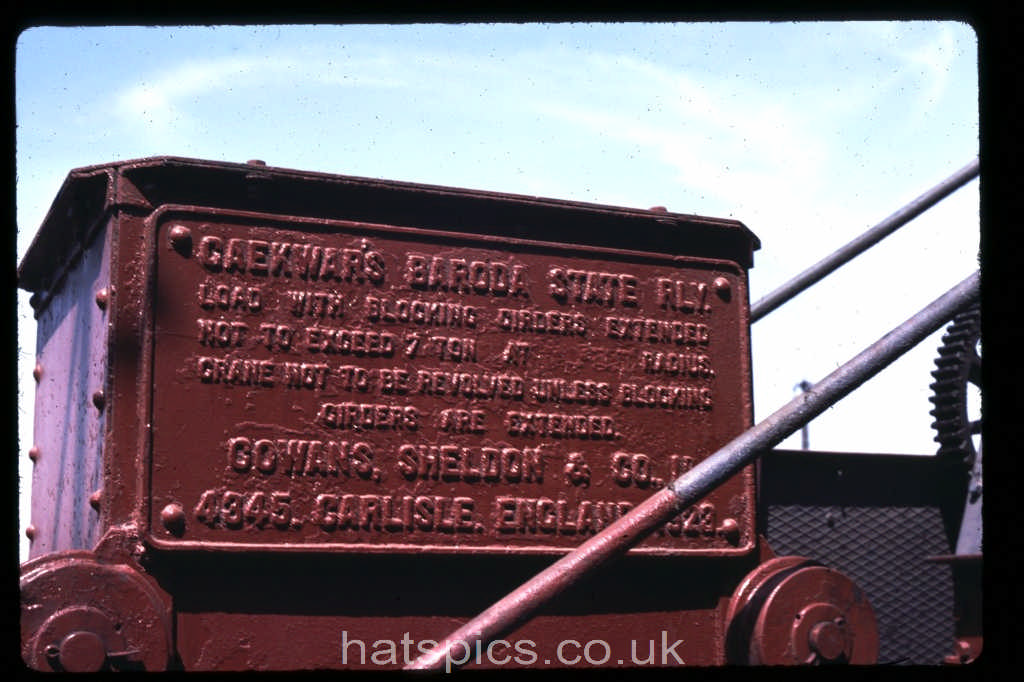 GAEKWAR'S BARODA STATE RLY.
LOAD WITH BLOCKING GIRDERS EXTENDED
NOT TO EXCEED 7 TON AT RADIUS.
CRANE NOT TO BE REVOLVED UNLESS BLOCKING
GIRDERS ARE EXTENDED.
GOWANS, SHELDON & CO.
4345. CARLISLE. ENGLAND
hatspics.co.uk